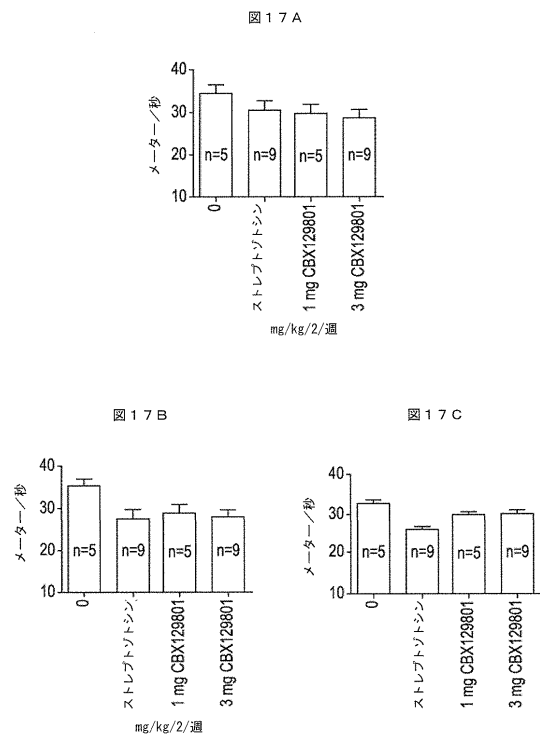 図１７Ａ
メーター／秒
40
30
20
10
n=5
n=9
n=5
n=9
0
ストレプトゾトシン
1 mg CBX129801
3 mg CBX129801
mg/kg/2/週
図１７Ｂ
メーター／秒
40
30
20
10
n=5
n=9
n=5
n=9
0
ストレプトゾトシン
1 mg CBX129801
3 mg CBX129801
mg/kg/2/週
図１７Ｃ
メーター／秒
40
30
20
10
n=5
n=9
n=5
n=9
0
ストレプトゾトシン
1 mg CBX129801
3 mg CBX129801